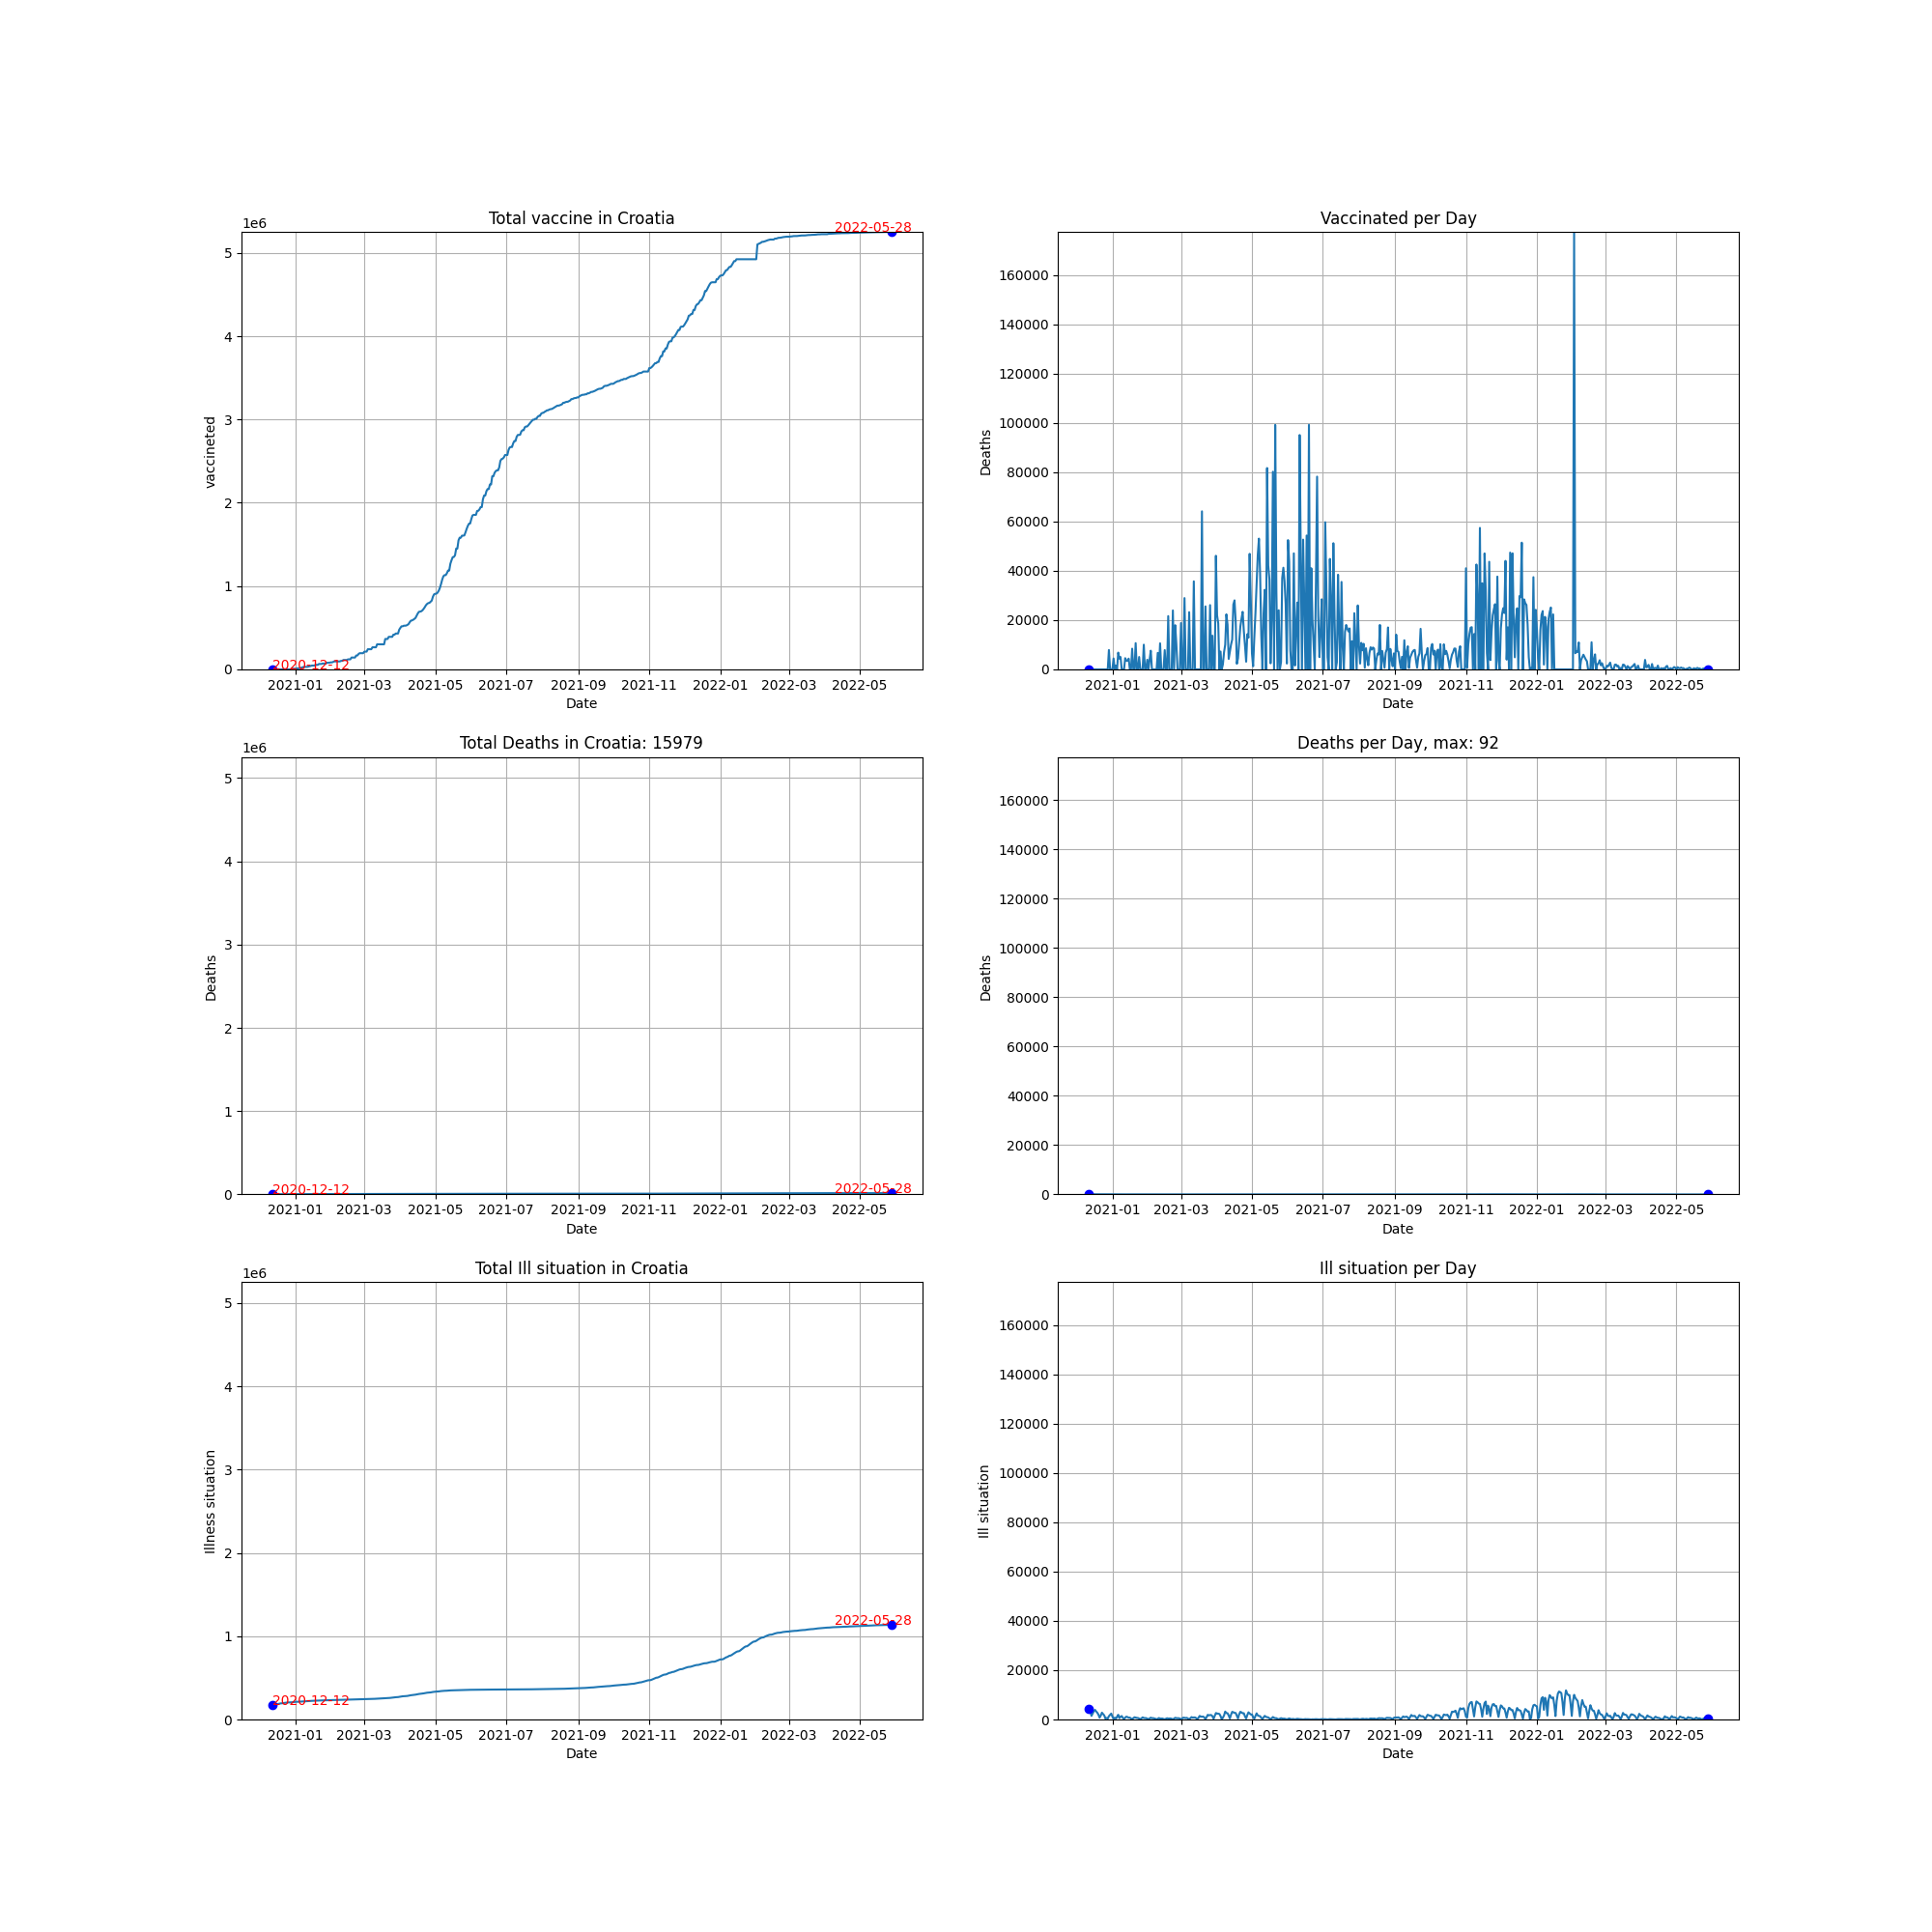 Total vaccine in Croatia
1e6
2022-05-28
5
4
3
2
1
0
vaccineted
2020-12-12
2021-01 2021-03 2021-05 2021-07 2021-09 2021-11 2022-01 2022-03 2022-05
Date
Vaccinated per Day
160000
140000
120000
100000
80000
60000
40000
20000
0
Deaths
2021-01 2021-03 2021-05 2021-07 2021-09 2021-11 2022-01 2022-03 2022-05
Date
Total Deaths in Croatia: 15979
1e6
5
4
3
2
1
0
Deaths
2020-12-12
2022-05-28
2021-01 2021-03 2021-05 2021-07 2021-09 2021-11 2022-01 2022-03 2022-05
Date
Deaths per Day, max: 92
160000
140000
120000
100000
80000
60000
40000
20000
0
Deaths
2021-01 2021-03 2021-05 2021-07 2021-09 2021-11 2022-01 2022-03 2022-05
Date
Total Ill situation in Croatia
1e6
5
4
3
2
1
0
Illness situation
2020-12-12
2022-05-28
2021-01 2021-03 2021-05 2021-07 2021-09 2021-11 2022-01 2022-03 2022-05
Date
Ill situation per Day
160000
140000
120000
100000
80000
60000
40000
20000
0
Ill situation
2021-01 2021-03 2021-05 2021-07 2021-09 2021-11 2022-01 2022-03 2022-05
Date